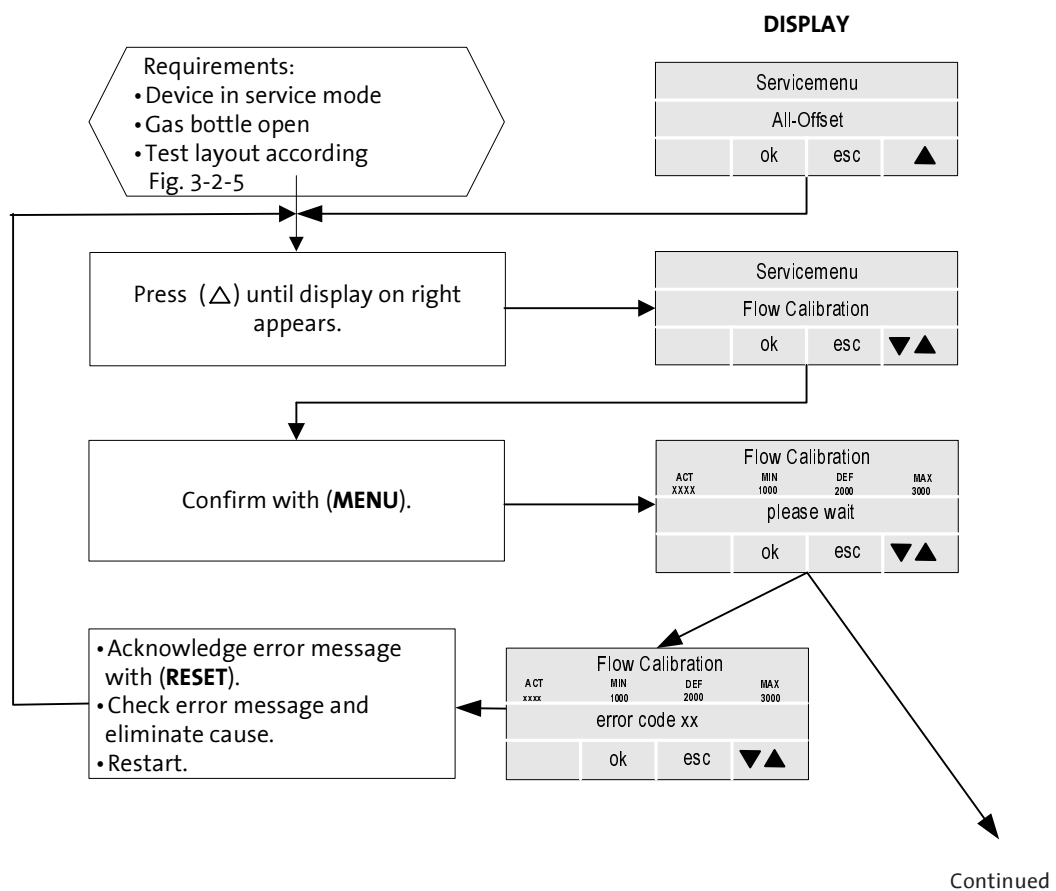 DISPLAY
Requirements:
•Device in service mode
•Gas bottle open
•Test layout according
Fig. 3-2-5
Servicemenu
All-Offset
ok esc ▲
Press (△) until display on right
appears.
Servicemenu
Flow Calibration
ok esc ▼▲
Confirm with (MENU).
Flow Calibration
ACT MIN DEF MAX
XXXX 1000 2000 3000
please wait
ok esc ▼▲
•Acknowledge error message
with (RESET).
•Check error message and
eliminate cause.
•Restart.
Flow Calibration
ACT MIN DEF MAX
xxxx 1000 2000 3000
error code xx
ok esc ▼▲
Continued